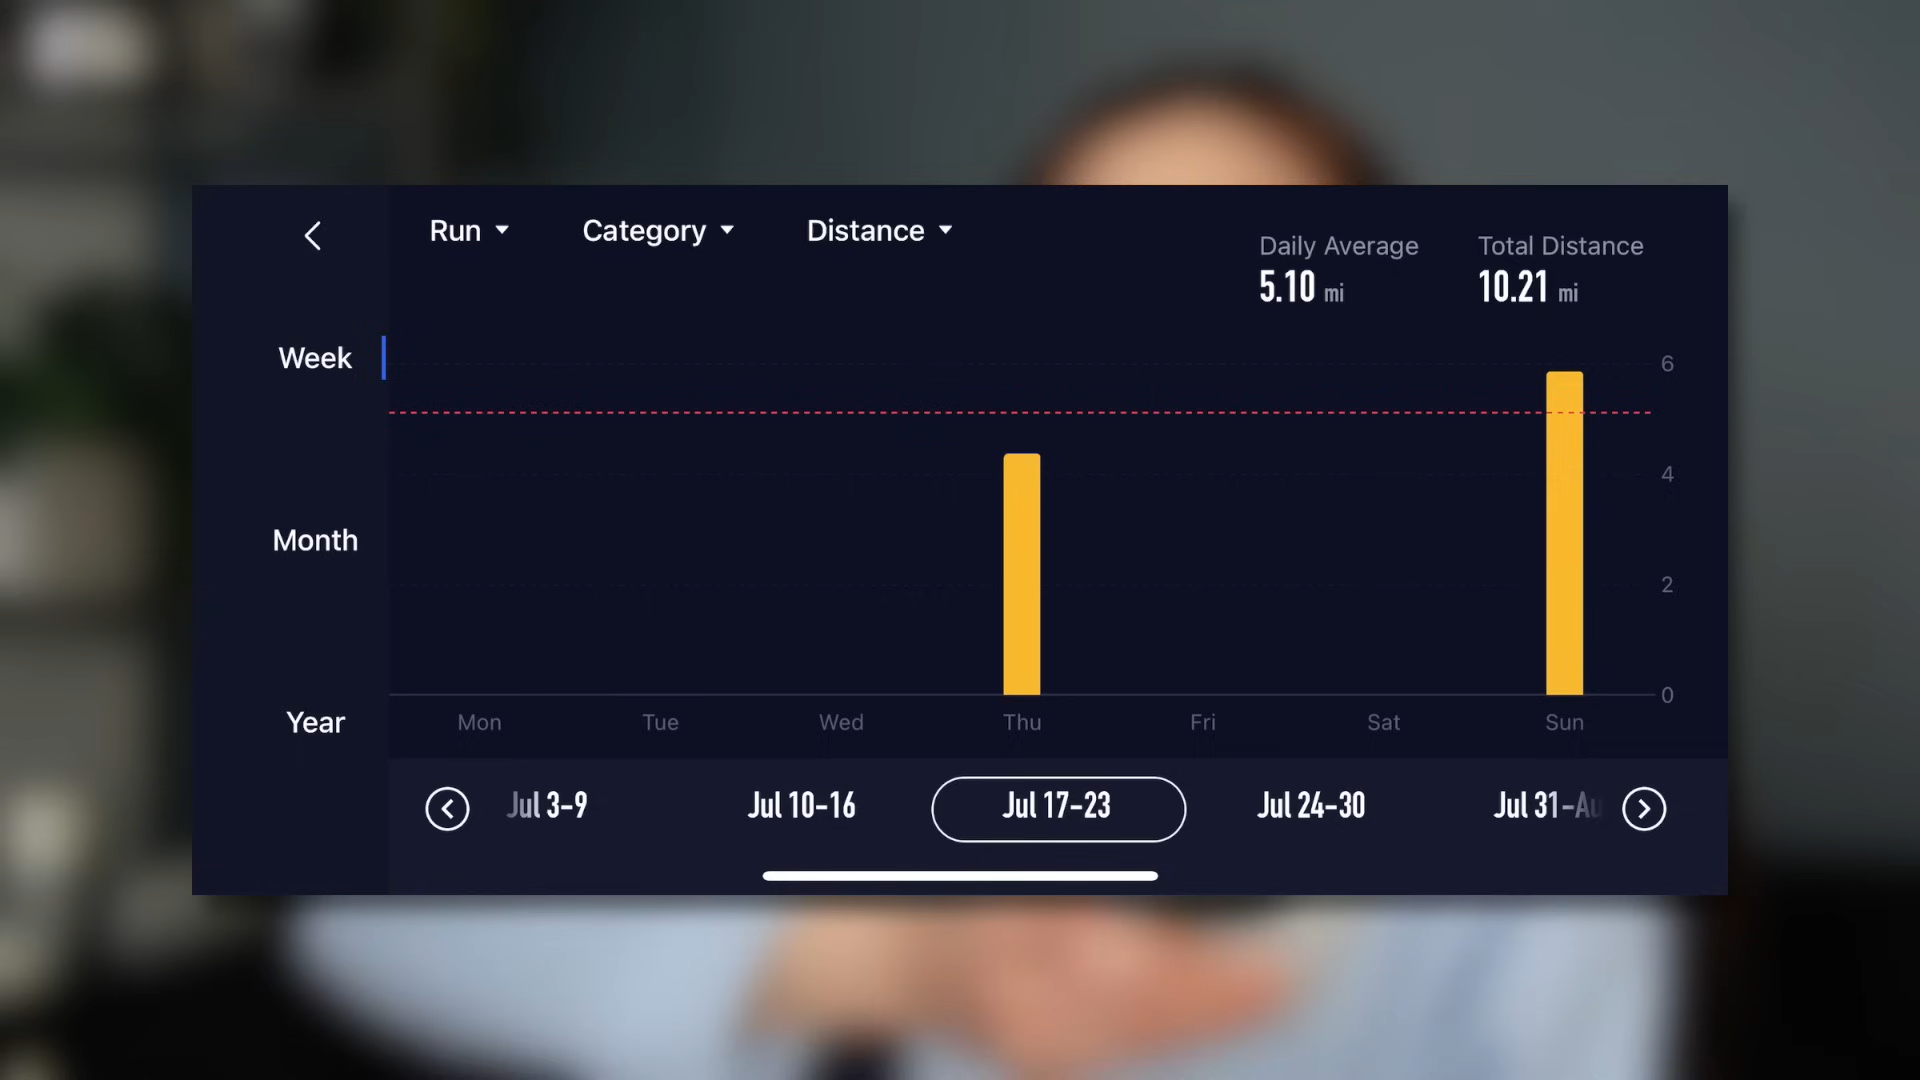 Run
Category
Distance
Daily Average
5.10 mi
Total Distance
10.21 mi
Week
Month
Year
6
4
2
0
Mon
Tue
Wed
Thu
Fri
Sat
Sun
Jul 3-9
Jul 10-16
Jul 17-23
Jul 24-30
Jul 31-Au